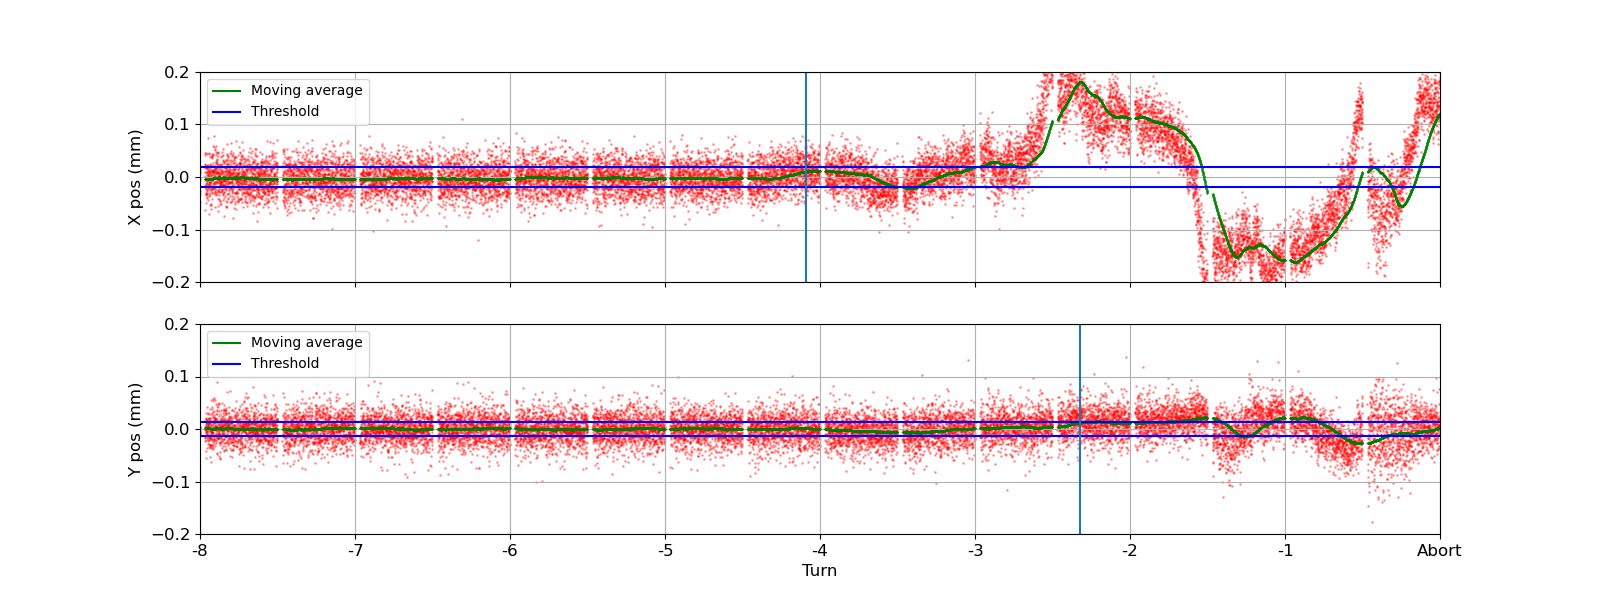 0.2
0.1
0.0
−0.1
−0.2
X pos (mm)
Moving average
Threshold
-8
-7
-6
-5
-4
-3
-2
-1
Abort
0.2
0.1
0.0
−0.1
−0.2
Y pos (mm)
Moving average
Threshold
Turn